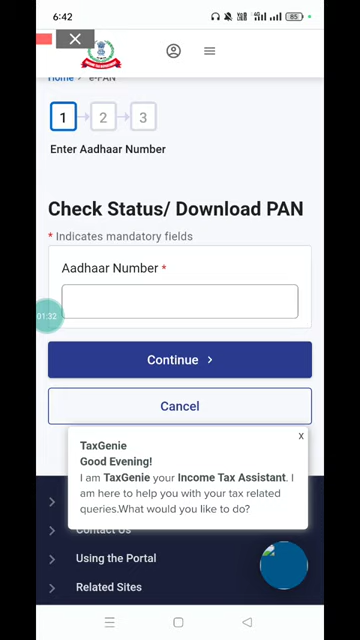 6:42
85
Home > e-PAN
1
2
3
Enter Aadhaar Number
Check Status/ Download PAN
* Indicates mandatory fields
Aadhaar Number *
01:32
Continue >
Cancel
x
TaxGenie
Good Evening!
I am TaxGenie your Income Tax Assistant. I
am here to help you with your tax related
queries.What would you like to do?
Contact Us
Using the Portal
Related Sites